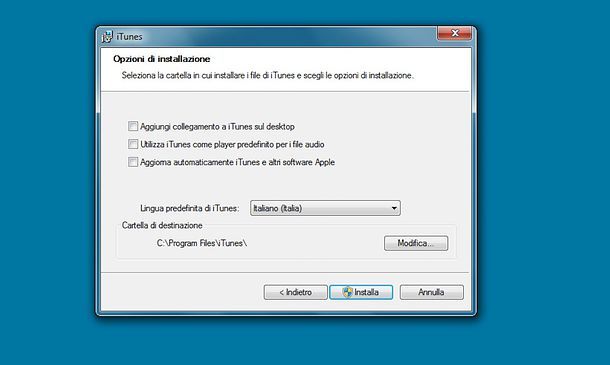 iTunes
Opzioni di installazione
Seleziona la cartella in cui installare i file di iTunes e scegli le opzioni di installazione.
Aggiungi collegamento a iTunes sul desktop
Utilizza iTunes come player predefinito per i file audio
Aggiorna automaticamente iTunes e altri software Apple
Lingua predefinita di iTunes: Italiano (Italia)
Cartella di destinazione
C:\Program Files\iTunes\ Modifica...
< Indietro Installa Annulla